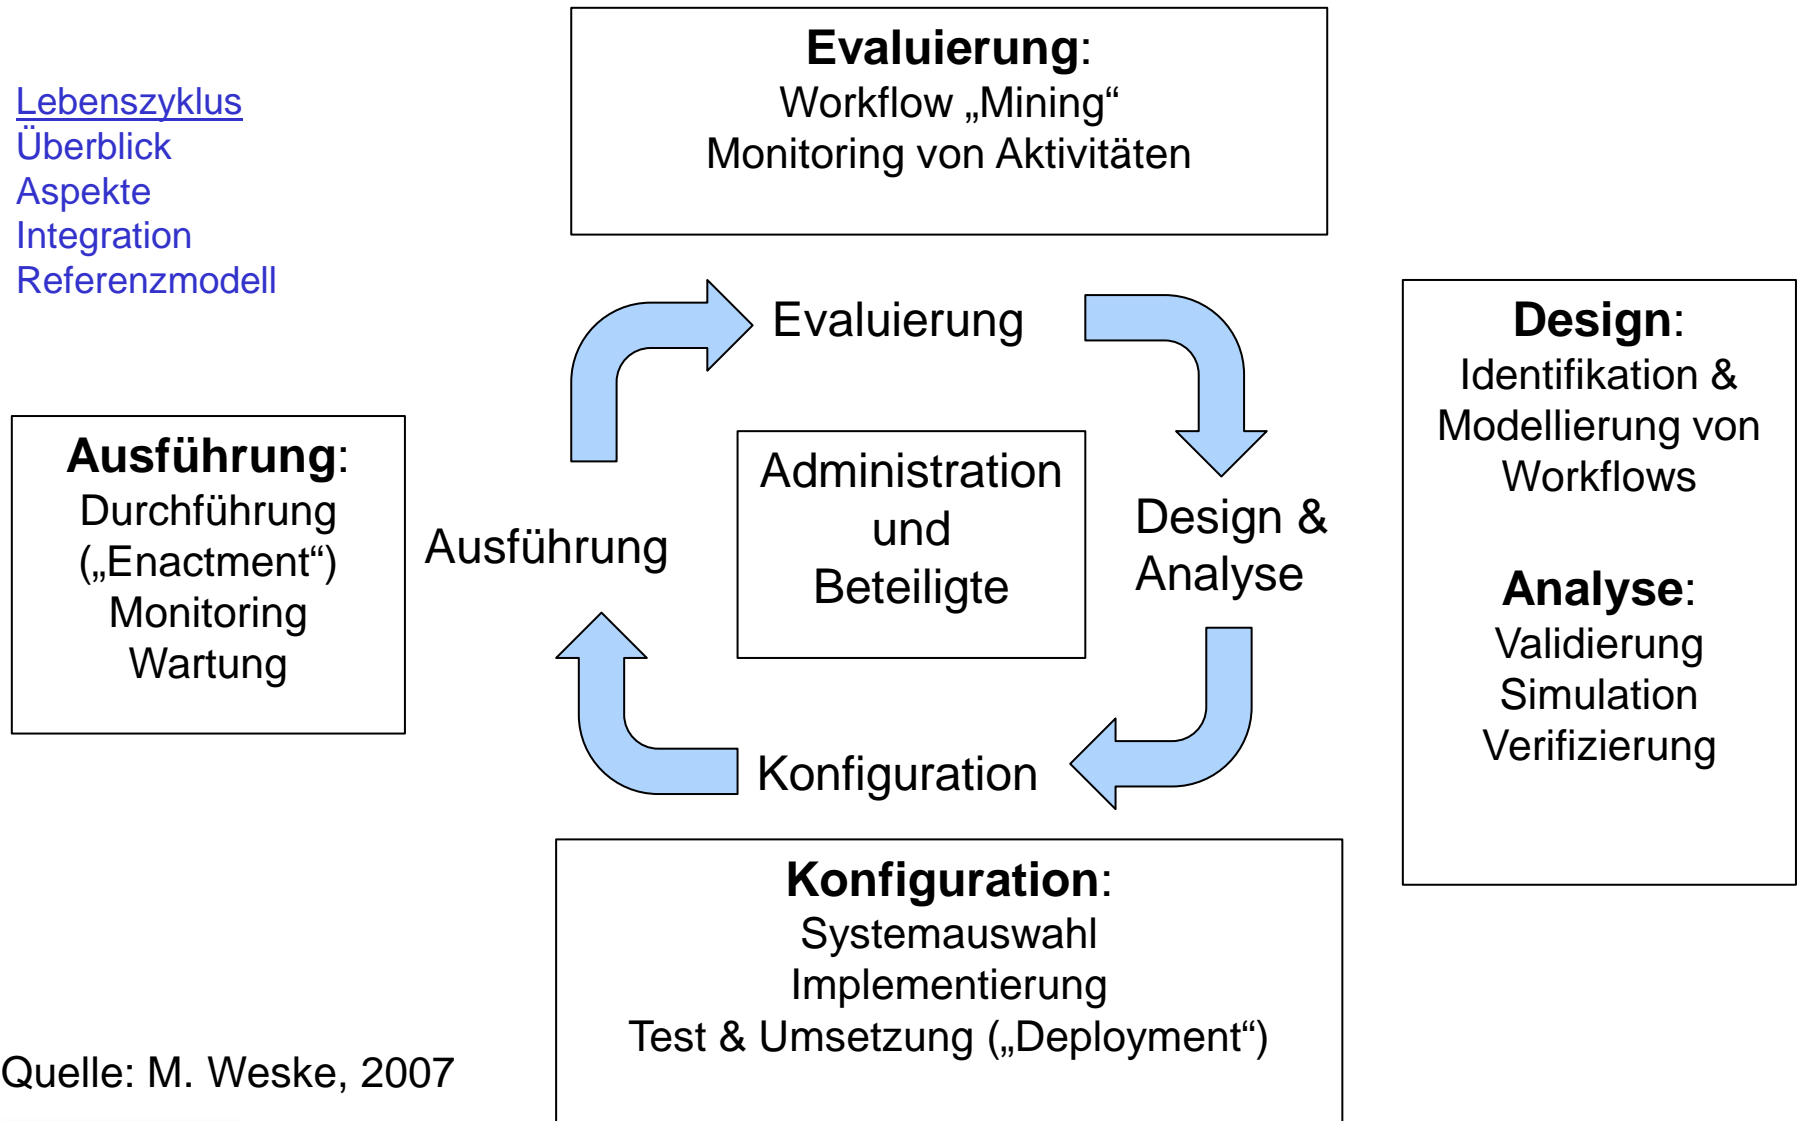 Lebenszyklus
Überblick
Aspekte
Integration
Referenzmodell
Evaluierung:
Workflow „Mining“
Monitoring von Aktivitäten
Evaluierung
Design:
Identifikation &
Modellierung von
Workflows
Analyse:
Validierung
Simulation
Verifizierung
Ausführung:
Durchführung
(„Enactment“)
Monitoring
Wartung
Ausführung
Administration
und
Beteiligte
Design &
Analyse
Konfiguration
Konfiguration:
Systemauswahl
Implementierung
Test & Umsetzung („Deployment“)
Quelle: M. Weske, 2007